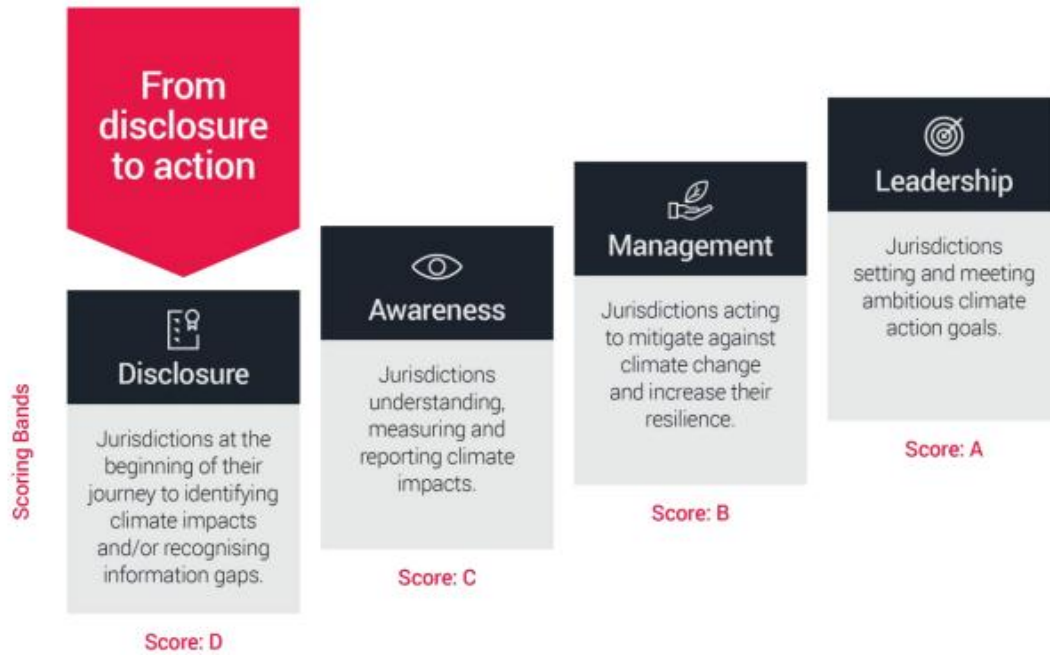 From
disclosure
to action
Scoring Bands
Disclosure
Jurisdictions at the
beginning of their
journey to identifying
climate impacts
and/or recognising
information gaps.
Score: D
Awareness
Jurisdictions
understanding,
measuring and
reporting climate
impacts.
Score: C
Management
Jurisdictions acting
to mitigate against
climate change
and increase their
resilience.
Score: B
Leadership
Jurisdictions
setting and meeting
ambitious climate
action goals.
Score: A